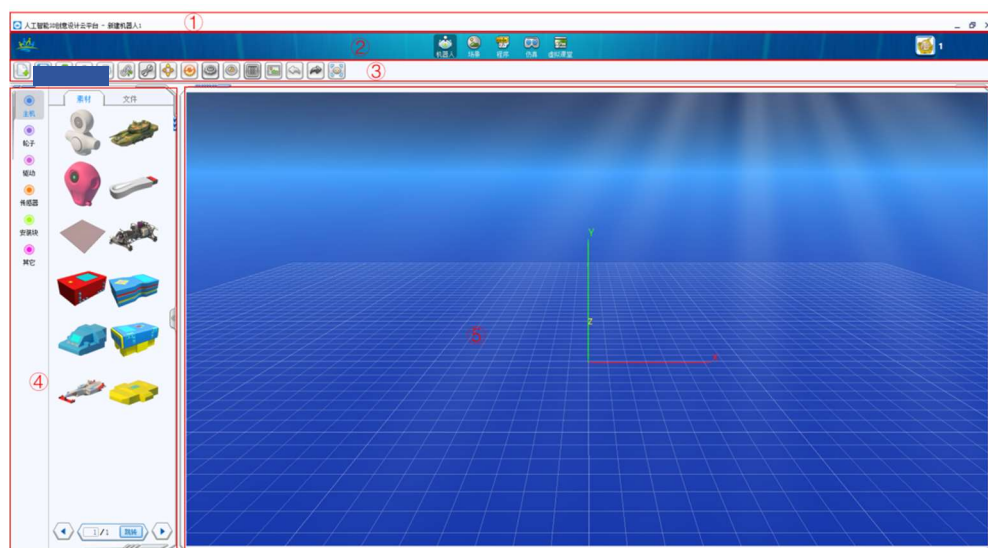 ①
人工智能3D创意设计云平台 - 新建机器人1
②
机器人 场景 程序 仿真 虚拟课堂
1
③
素材 文件
主机
轮子
驱动
传感器
安装块
其它
Y
Z
X
⑤
④
1/1 跳转